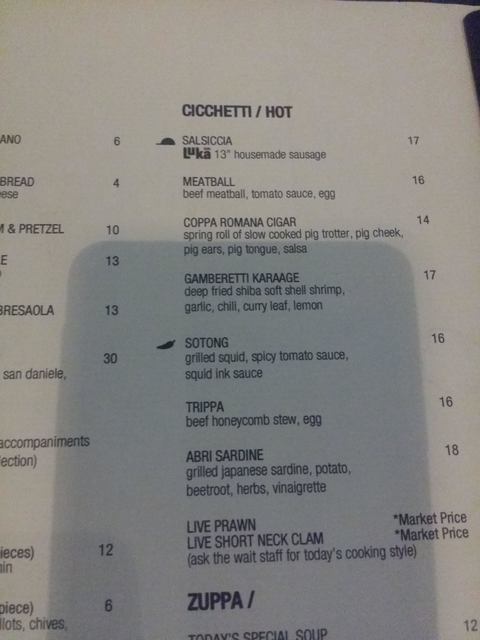 CICCHETTI / HOT
ANO 6
BREAD 4
ese
& PRETZEL 10
E 13
BRESAOLA 13
30
san daniele,
accompaniments
lection)
ieces) 12
in
piece) 6
llots, chives,
SALSICCIA 17
Lukā 13" housemade sausage
MEATBALL 16
beef meatball, tomato sauce, egg
COPPA ROMANA CIGAR 14
spring roll of slow cooked pig trotter, pig cheek,
pig ears, pig tongue, salsa
GAMBERETTI KARAAGE 17
deep fried shiba soft shell shrimp,
garlic, chili, curry leaf, lemon
SOTONG 16
grilled squid, spicy tomato sauce,
squid ink sauce
TRIPPA 16
beef honeycomb stew, egg
ABRI SARDINE 18
grilled japanese sardine, potato,
beetroot, herbs, vinaigrette
LIVE PRAWN *Market Price
LIVE SHORT NECK CLAM *Market Price
(ask the wait staff for today's cooking style)
ZUPPA /
TODAY'S SPECIAL SOUP 12